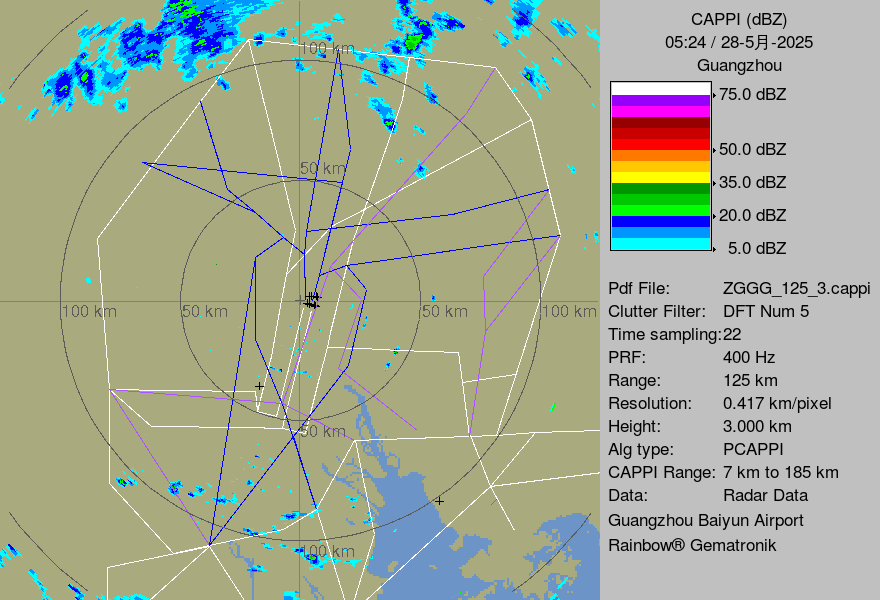 CAPPI (dBZ)
05:24 / 28-5月-2025
Guangzhou
75.0 dBZ
50.0 dBZ
35.0 dBZ
20.0 dBZ
5.0 dBZ
Pdf File: ZGGG_125_3.cappi
Clutter Filter: DFT Num 5
Time sampling:22
PRF: 400 Hz
Range: 125 km
Resolution: 0.417 km/pixel
Height: 3.000 km
Alg type: PCAPPI
CAPPI Range: 7 km to 185 km
Data: Radar Data
Guangzhou Baiyun Airport
Rainbow® Gematronik
100 km
50 km
100 km
50 km
50 km
100 km
50 km
100 km